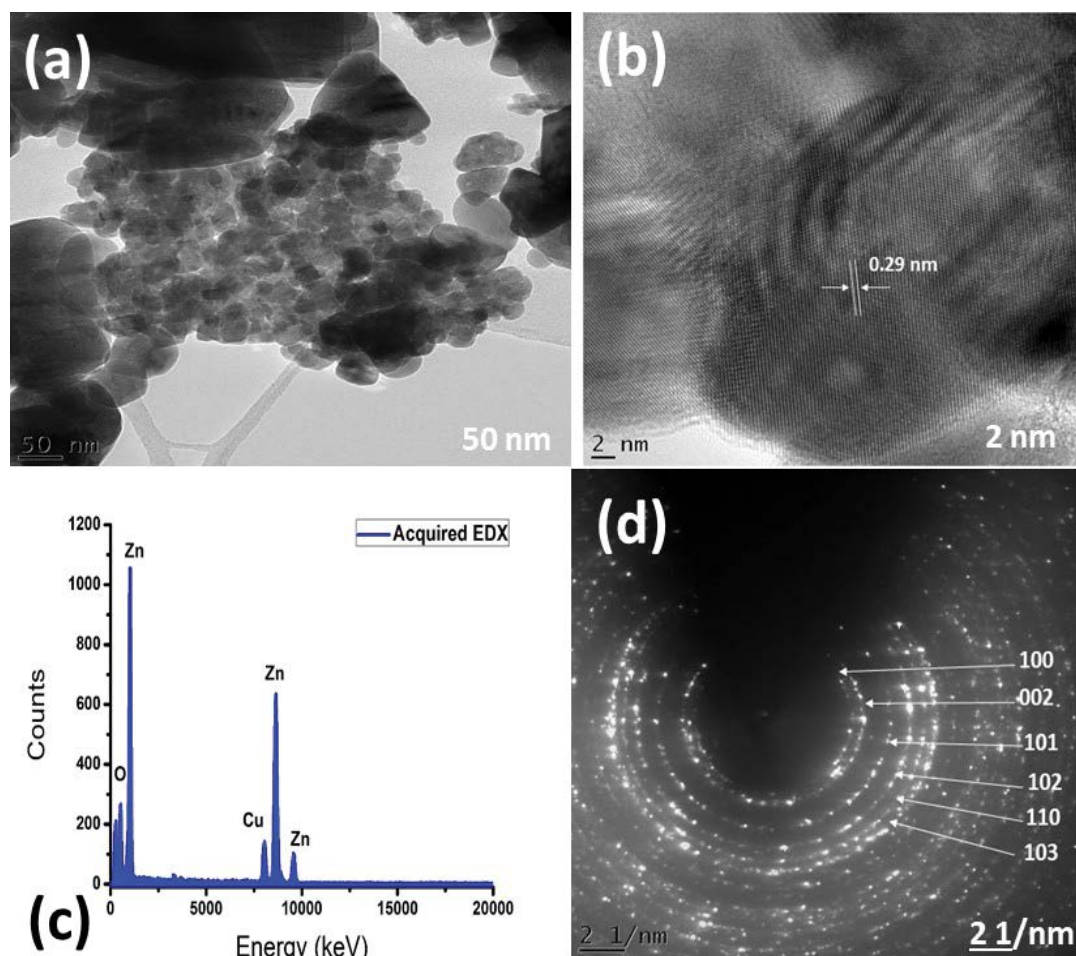 (a)
50 nm
50 nm
(b)
0.29 nm
2 nm
2 nm
(c)
1200
1000
800
600
400
200
0
Counts
Zn
O
Cu
Zn
Zn
Acquired EDX
0
5000
10000
15000
20000
Energy (keV)
(d)
100
002
101
102
110
103
2 1/nm
2 1/nm